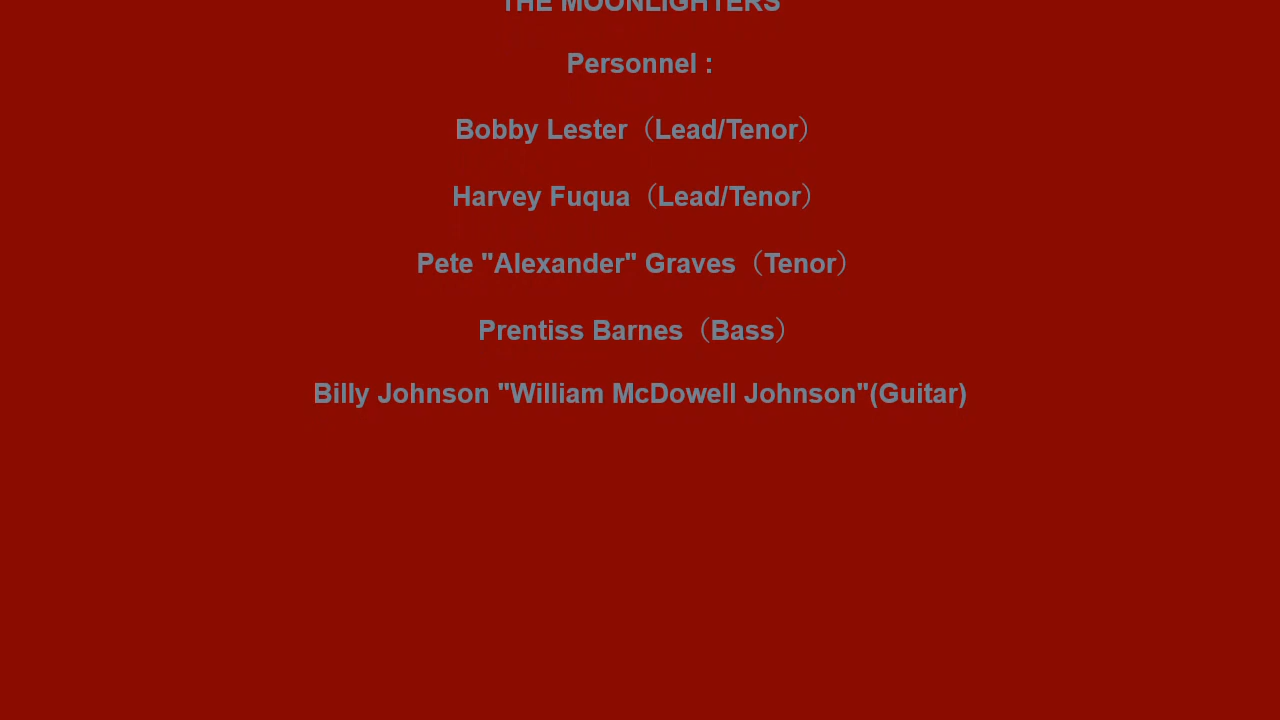 THE MOONLIGHTERS
Personnel :
Bobby Lester（Lead/Tenor）
Harvey Fuqua（Lead/Tenor）
Pete "Alexander" Graves（Tenor）
Prentiss Barnes（Bass）
Billy Johnson "William McDowell Johnson"(Guitar)